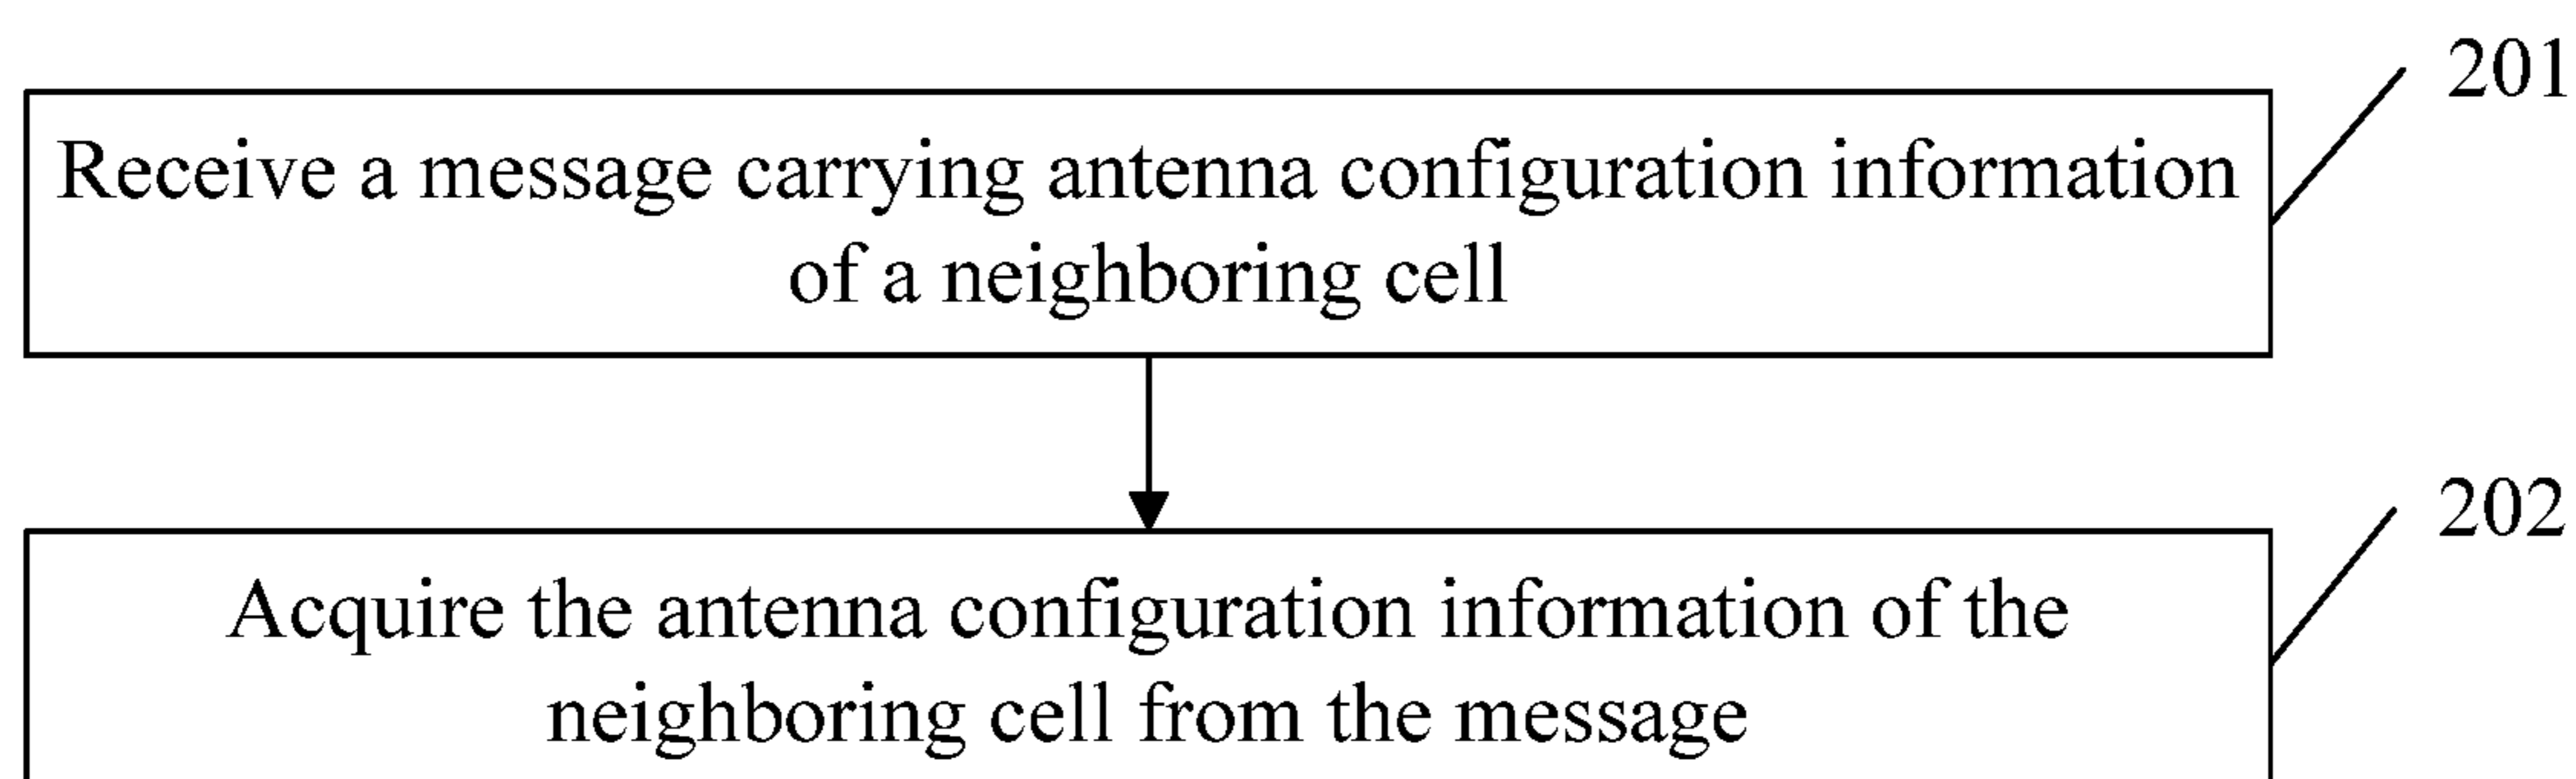 201
Receive a message carrying antenna configuration information
of a neighboring cell
202
Acquire the antenna configuration information of the
neighboring cell from the message